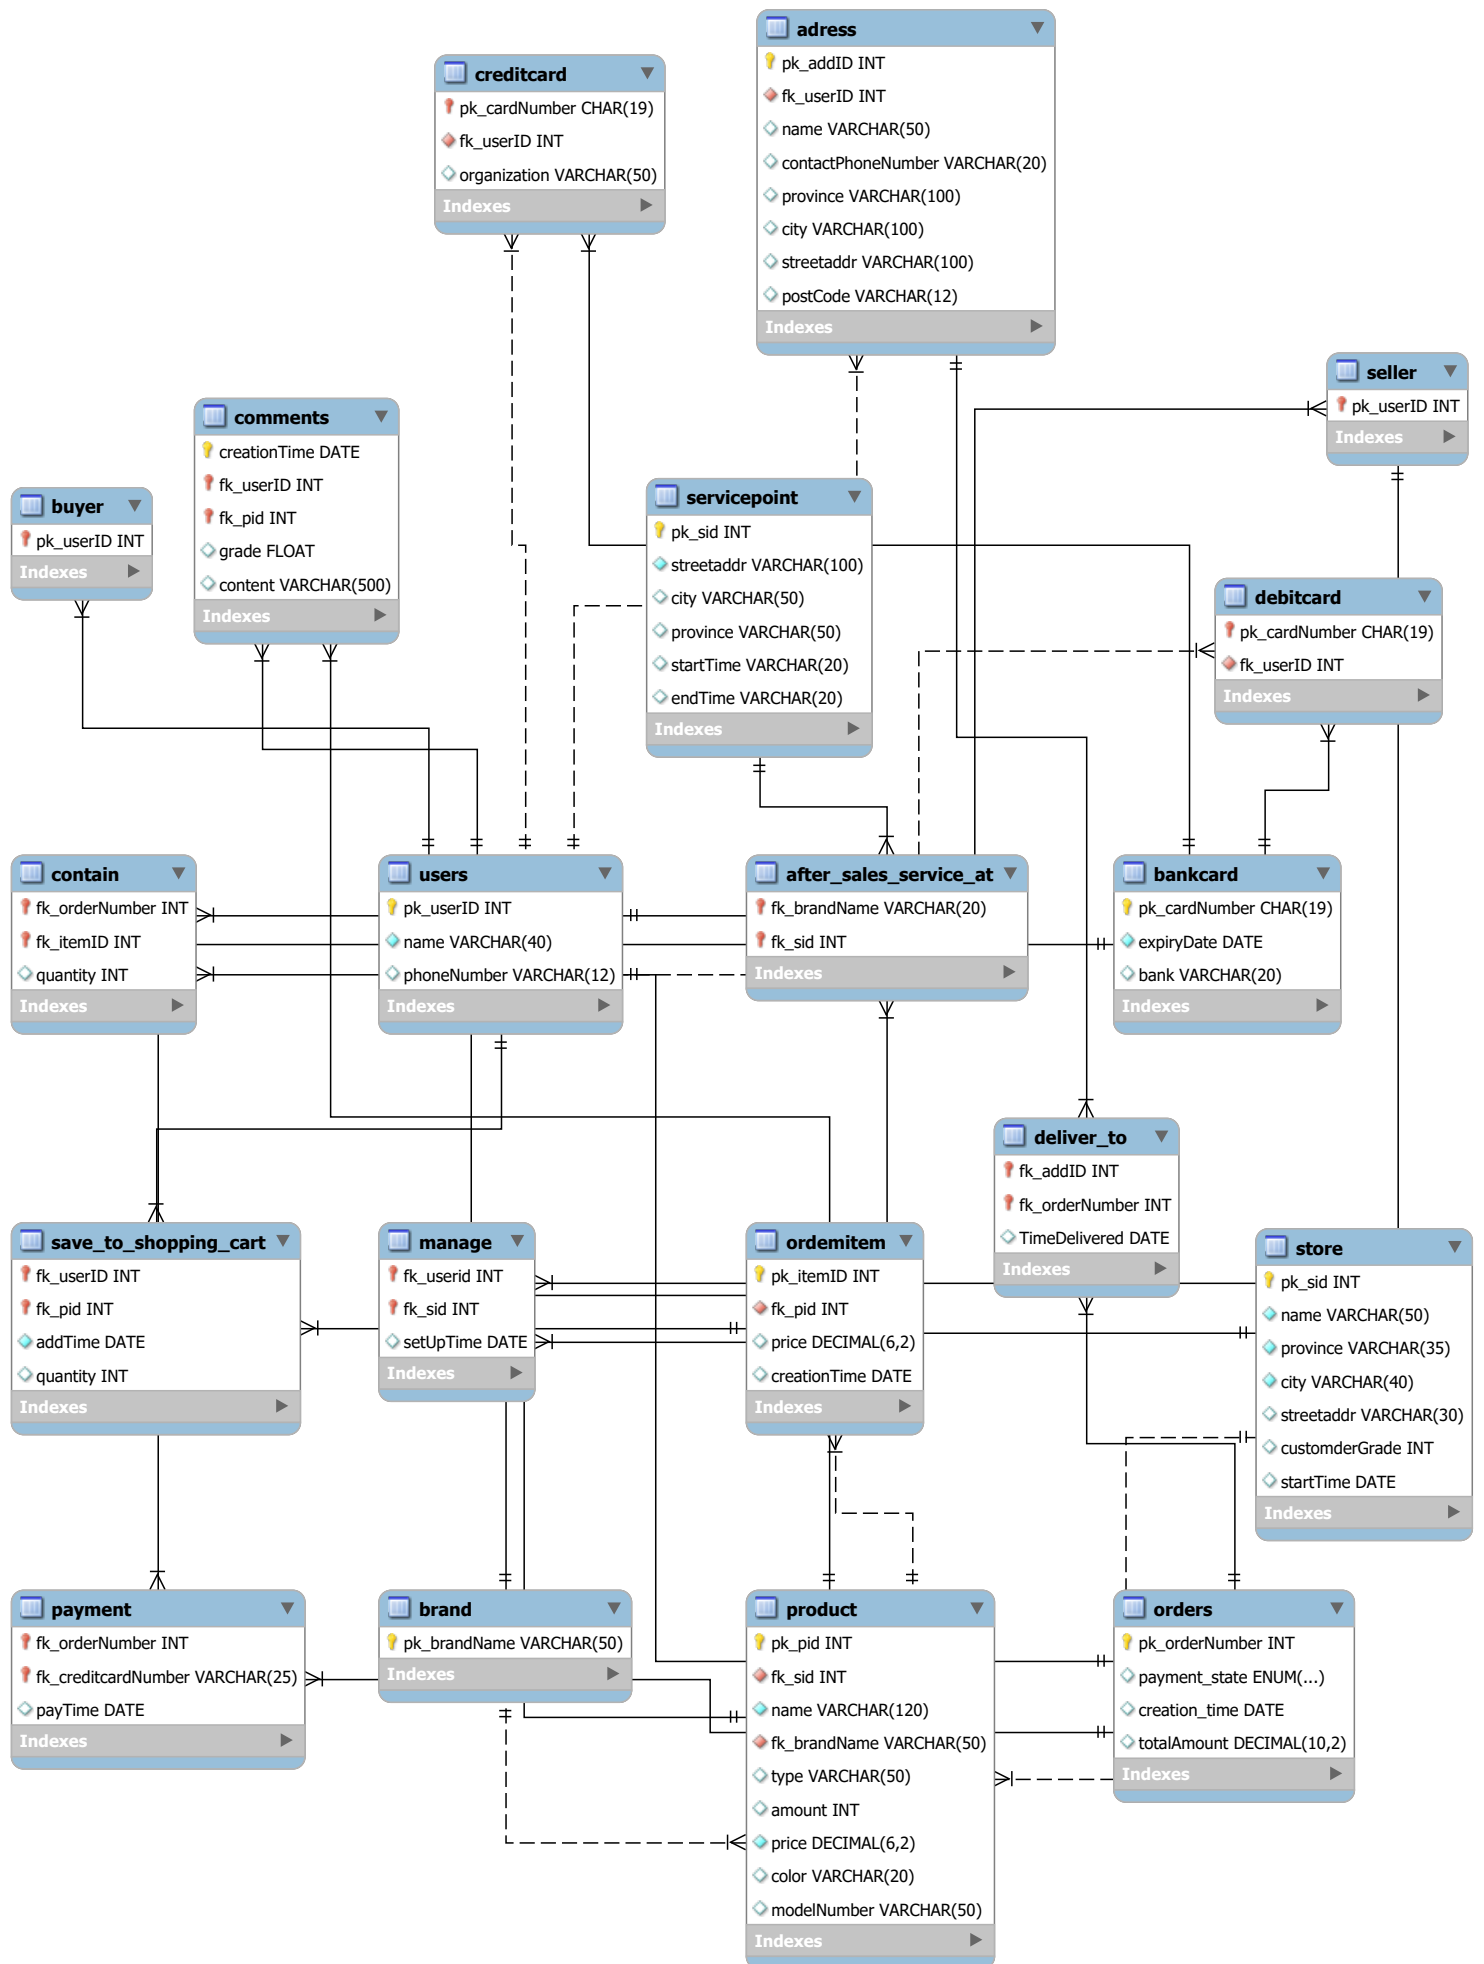 adress
pk_addID INT
fk_userID INT
name VARCHAR(50)
contactPhoneNumber VARCHAR(20)
province VARCHAR(100)
city VARCHAR(100)
streetaddr VARCHAR(100)
postCode VARCHAR(12)
Indexes
creditcard
pk_cardNumber CHAR(19)
fk_userID INT
organization VARCHAR(50)
Indexes
seller
pk_userID INT
Indexes
comments
creationTime DATE
fk_userID INT
fk_pid INT
grade FLOAT
content VARCHAR(500)
Indexes
buyer
pk_userID INT
Indexes
servicepoint
pk_sid INT
streetaddr VARCHAR(100)
city VARCHAR(50)
province VARCHAR(50)
startTime VARCHAR(20)
endTime VARCHAR(20)
Indexes
debitcard
pk_cardNumber CHAR(19)
fk_userID INT
Indexes
contain
fk_orderNumber INT
fk_itemID INT
quantity INT
Indexes
users
pk_userID INT
name VARCHAR(40)
phoneNumber VARCHAR(12)
Indexes
after_sales_service_at
fk_brandName VARCHAR(20)
fk_sid INT
Indexes
bankcard
pk_cardNumber CHAR(19)
expiryDate DATE
bank VARCHAR(20)
Indexes
deliver_to
fk_addID INT
fk_orderNumber INT
TimeDelivered DATE
Indexes
save_to_shopping_cart
fk_userID INT
fk_pid INT
addTime DATE
quantity INT
Indexes
manage
fk_userid INT
fk_sid INT
setUpTime DATE
Indexes
ordemitem
pk_itemID INT
fk_pid INT
price DECIMAL(6,2)
creationTime DATE
Indexes
store
pk_sid INT
name VARCHAR(50)
province VARCHAR(35)
city VARCHAR(40)
streetaddr VARCHAR(30)
customderGrade INT
startTime DATE
Indexes
payment
fk_orderNumber INT
fk_creditcardNumber VARCHAR(25)
payTime DATE
Indexes
brand
pk_brandName VARCHAR(50)
Indexes
product
pk_pid INT
fk_sid INT
name VARCHAR(120)
fk_brandName VARCHAR(50)
type VARCHAR(50)
amount INT
price DECIMAL(6,2)
color VARCHAR(20)
modelNumber VARCHAR(50)
Indexes
orders
pk_orderNumber INT
payment_state ENUM(...)
creation_time DATE
totalAmount DECIMAL(10,2)
Indexes